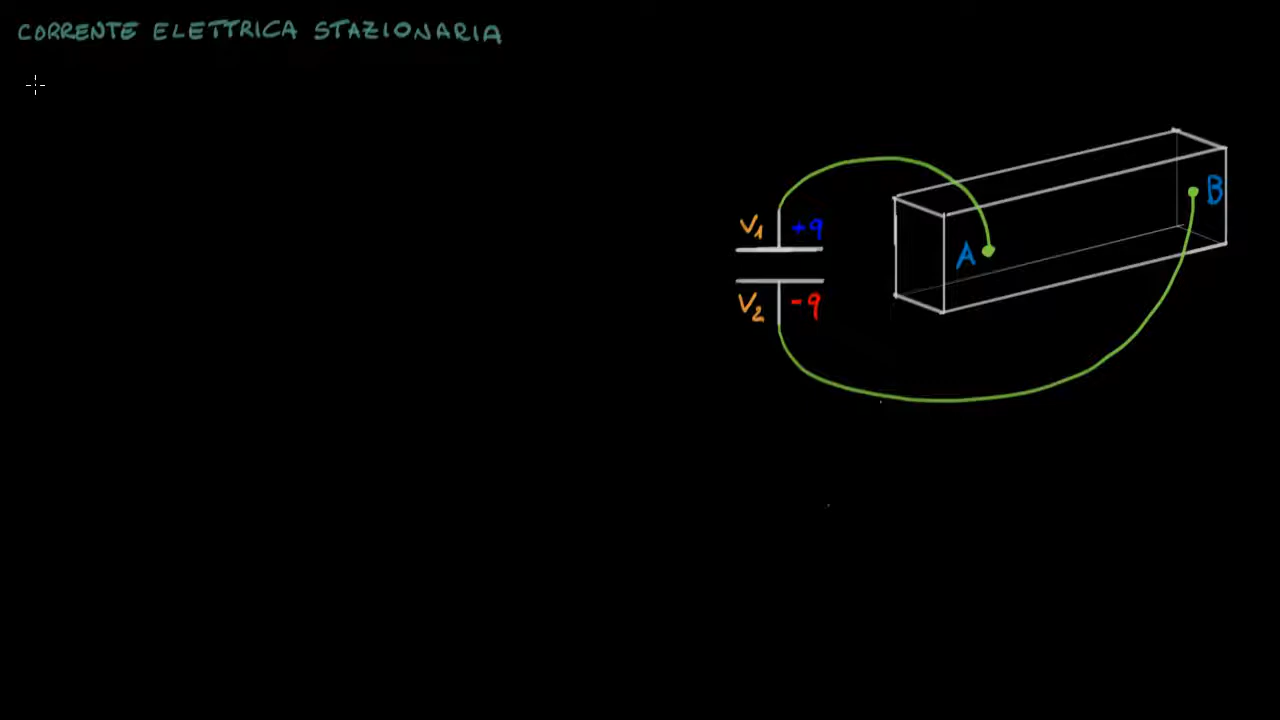 CORRENTE ELETTRICA STAZIONARIA
V1 +q
V2 -q
A
B